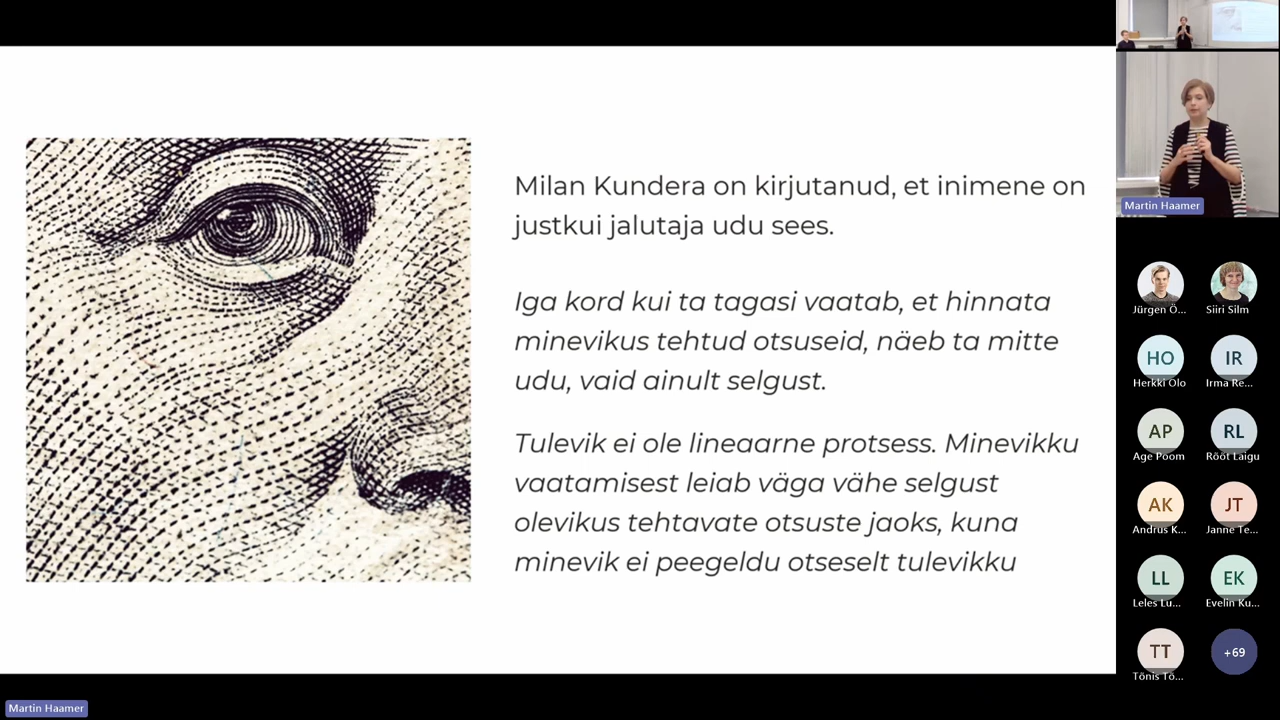 Milan Kundera on kirjutanud, et inimene on
justkui jalutaja udu sees.
Iga kord kui ta tagasi vaatab, et hinnata
minevikus tehtud otsuseid, näeb ta mitte
udu, vaid ainult selgust.
Tulevik ei ole lineaarne protsess. Minevikku
vaatamisest leiab väga vähe selgust
olevikus tehtavate otsuste jaoks, kuna
minevik ei peegeldu otseselt tulevikku
Martin Haamer
Jürgen Ö...
Siiri Silm
HO
IR
Herkki Olo
Irma Re...
AP
RL
Age Poom
Rööt Laigu
AK
JT
Andrus K...
Janne Te...
LL
EK
Leles Lu...
Evelin Ku...
TT
+69
Tõnis Tõ...
Martin Haamer